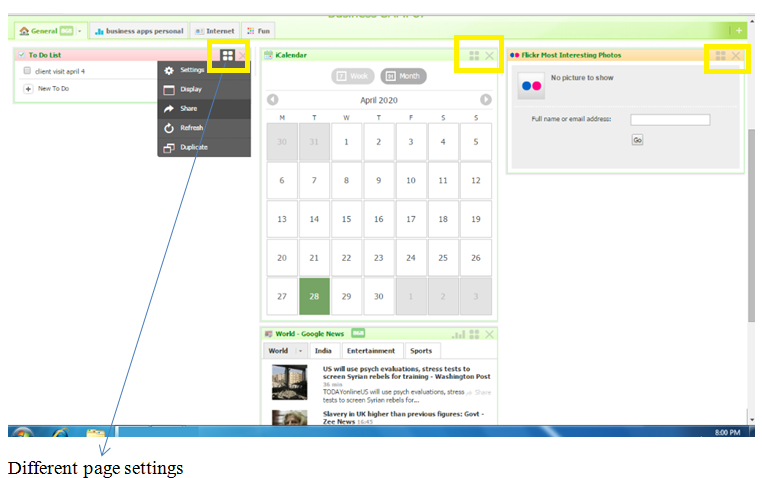 General 968
business apps personal
Internet
Fun
+
To Do List
client visit april 4
New To Do
Settings
Display
Share
Refresh
Duplicate
iKalendar
7 Week
31 Month
April 2020
M T W T F S S
30 31 1 2 3 4 5
6 7 8 9 10 11 12
13 14 15 16 17 18 19
20 21 22 23 24 25 26
27 28 29 30 1 2 3
World - Google News 968
World India Entertainment Sports
US will use psych evaluations, stress tests to
screen Syrian rebels for training - Washington Post
36 min
TODAYonlineUS will use psych evaluations, stress
Share
tests to screen Syrian rebels for...
Slavery in UK higher than previous figures: Govt -
Zee News 16:45
Flickr Most Interesting Photos
No picture to show
Full name or email address:
Go
8:00 PM
Different page settings